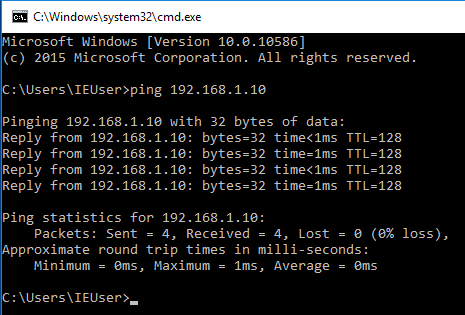 C:\Windows\system32\cmd.exe
Microsoft Windows [Version 10.0.10586]
(c) 2015 Microsoft Corporation. All rights reserved.
C:\Users\IEUser>ping 192.168.1.10
Pinging 192.168.1.10 with 32 bytes of data:
Reply from 192.168.1.10: bytes=32 time<1ms TTL=128
Reply from 192.168.1.10: bytes=32 time=1ms TTL=128
Reply from 192.168.1.10: bytes=32 time<1ms TTL=128
Reply from 192.168.1.10: bytes=32 time=1ms TTL=128
Ping statistics for 192.168.1.10:
    Packets: Sent = 4, Received = 4, Lost = 0 (0% loss),
Approximate round trip times in milli-seconds:
    Minimum = 0ms, Maximum = 1ms, Average = 0ms
C:\Users\IEUser>